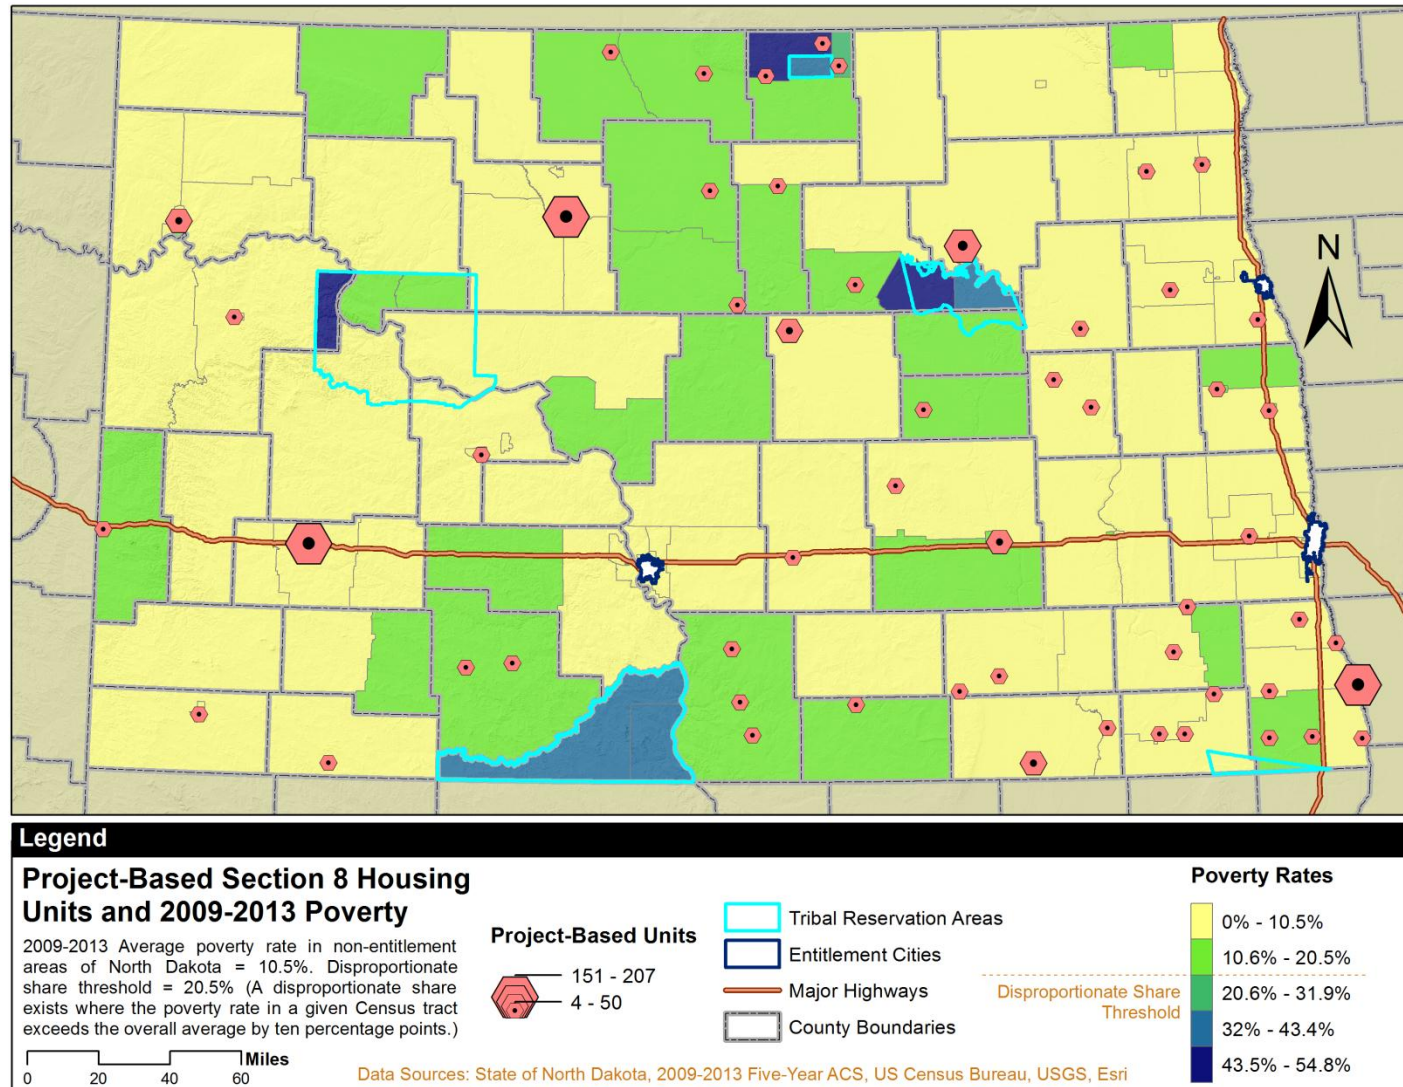 N
Legend
Project-Based Section 8 Housing
Units and 2009-2013 Poverty
2009-2013 Average poverty rate in non-entitlement
areas of North Dakota = 10.5%. Disproportionate
share threshold = 20.5% (A disproportionate share
exists where the poverty rate in a given Census tract
exceeds the overall average by ten percentage points.)
Miles
0 20 40 60
Project-Based Units
151 - 207
4 - 50
Tribal Reservation Areas
Entitlement Cities
Major Highways
County Boundaries
Disproportionate Share
Threshold
Poverty Rates
0% - 10.5%
10.6% - 20.5%
20.6% - 31.9%
32% - 43.4%
43.5% - 54.8%
Data Sources: State of North Dakota, 2009-2013 Five-Year ACS, US Census Bureau, USGS, Esri